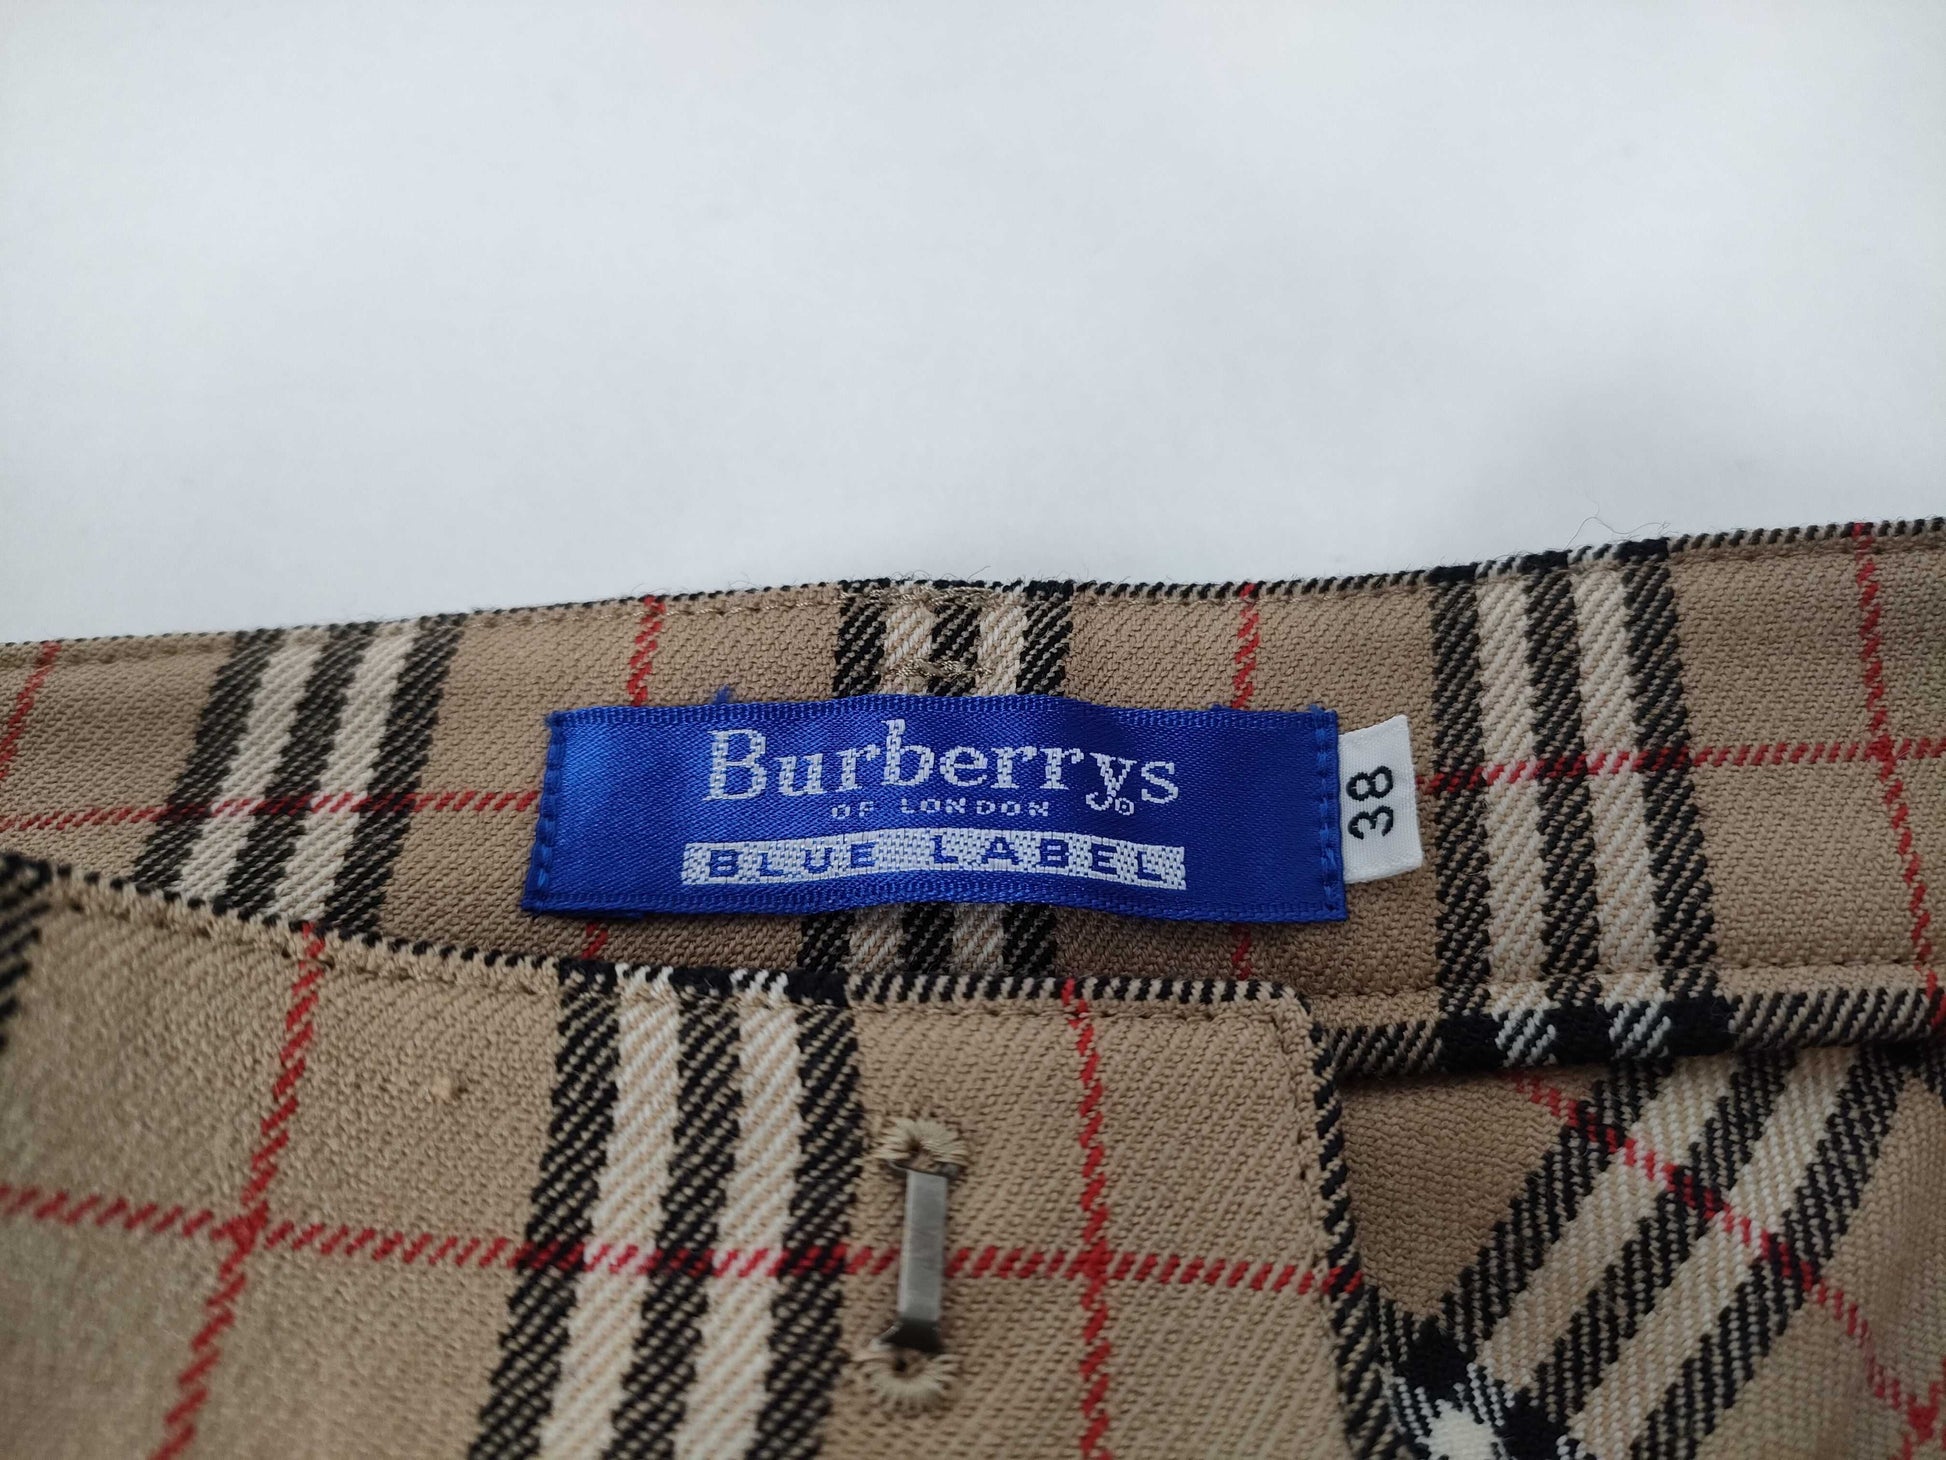 Burberrys
OF LONDON ®
BLUE LABEL
38